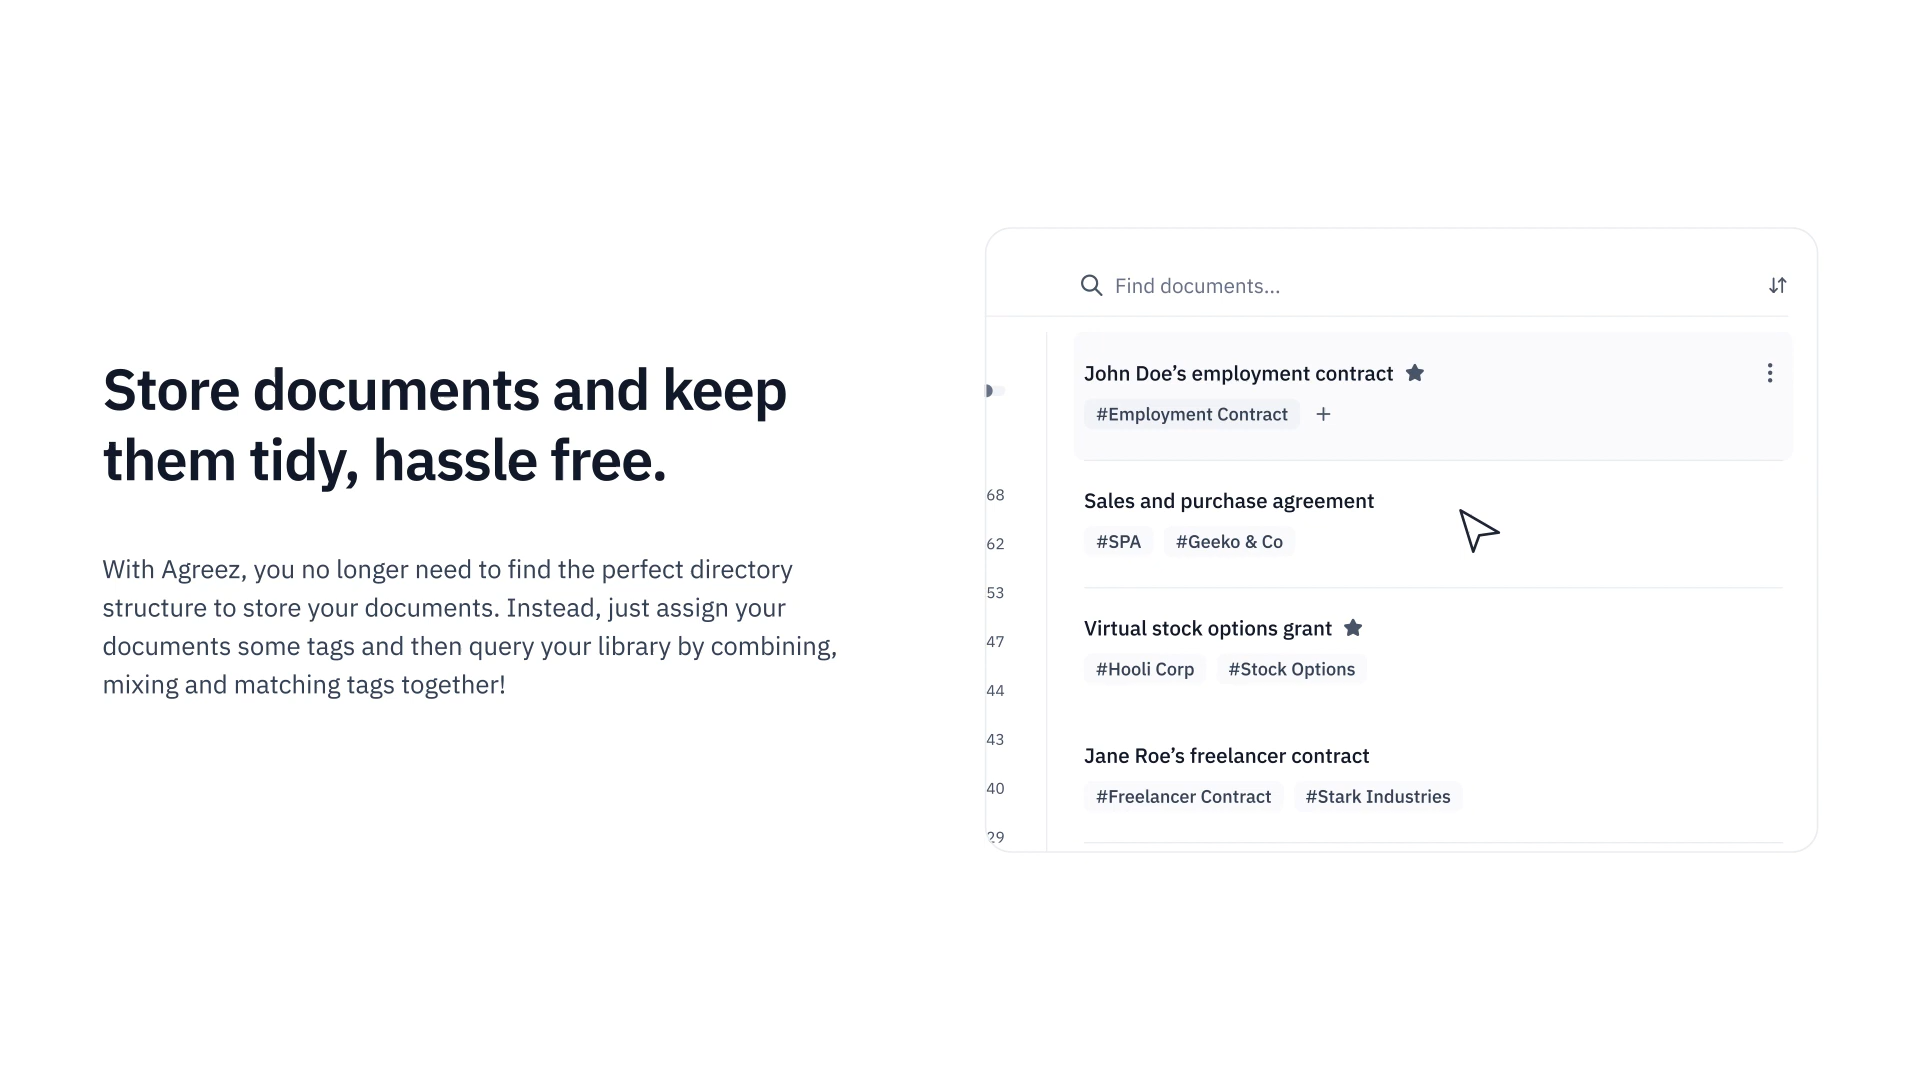 Store documents and keep
them tidy, hassle free.
With Agreez, you no longer need to find the perfect directory
structure to store your documents. Instead, just assign your
documents some tags and then query your library by combining,
mixing and matching tags together!
Find documents...
John Doe’s employment contract
#Employment Contract +
68
Sales and purchase agreement
#SPA #Geeko & Co
62
53
Virtual stock options grant
47
#Hooli Corp #Stock Options
44
43
Jane Roe’s freelancer contract
40
#Freelancer Contract #Stark Industries
29